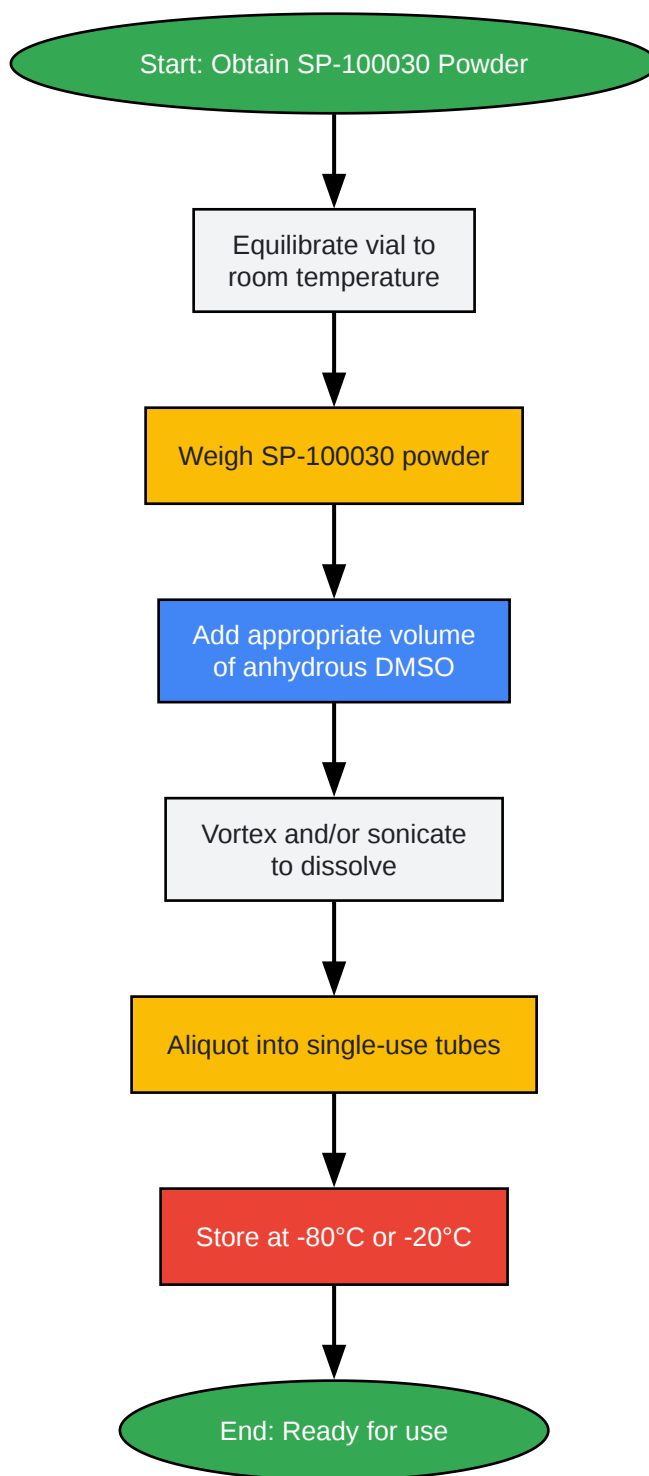 Start: Obtain SP-100030 Powder
Equilibrate vial to
room temperature
Weigh SP-100030 powder
Add appropriate volume
of anhydrous DMSO
Vortex and/or sonicate
to dissolve
Aliquot into single-use tubes
Store at -80°C or -20°C
End: Ready for use